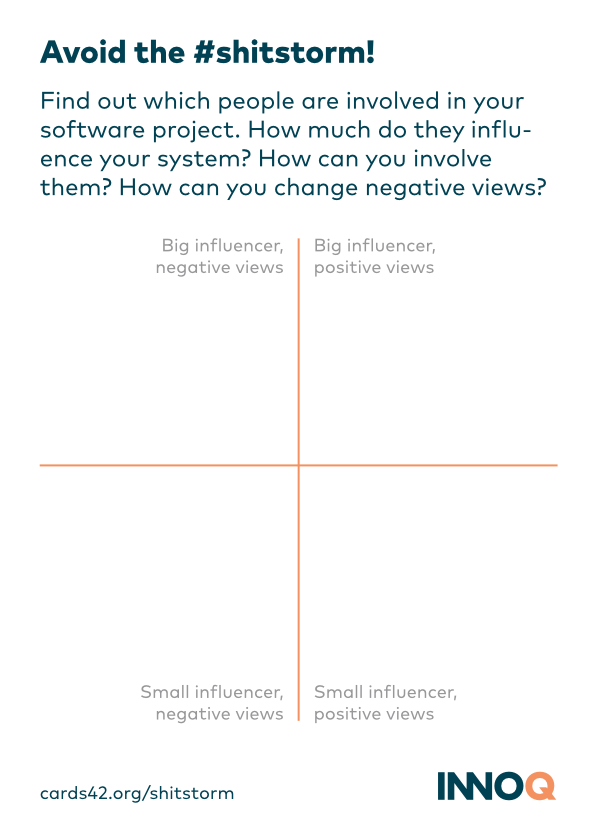 Avoid the #shitstorm!
Find out which people are involved in your
software project. How much do they influ-
ence your system? How can you involve
them? How can you change negative views?
Big influencer,
negative views
Big influencer,
positive views
Small influencer,
negative views
Small influencer,
positive views
cards42.org/shitstorm
INNOQ